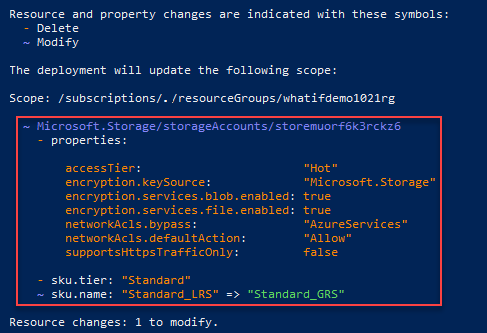 Resource and property changes are indicated with these symbols:
- Delete
~ Modify
The deployment will update the following scope:
Scope: /subscriptions/./resourceGroups/whatifdemo1021rg
~ Microsoft.Storage/storageAccounts/storemuorf6k3rckz6
- properties:
accessTier: "Hot"
encryption.keySource: "Microsoft.Storage"
encryption.services.blob.enabled: true
encryption.services.file.enabled: true
networkAcls.bypass: "AzureServices"
networkAcls.defaultAction: "Allow"
supportsHttpsTrafficOnly: false
- sku.tier: "Standard"
~ sku.name: "Standard_LRS" => "Standard_GRS"
Resource changes: 1 to modify.